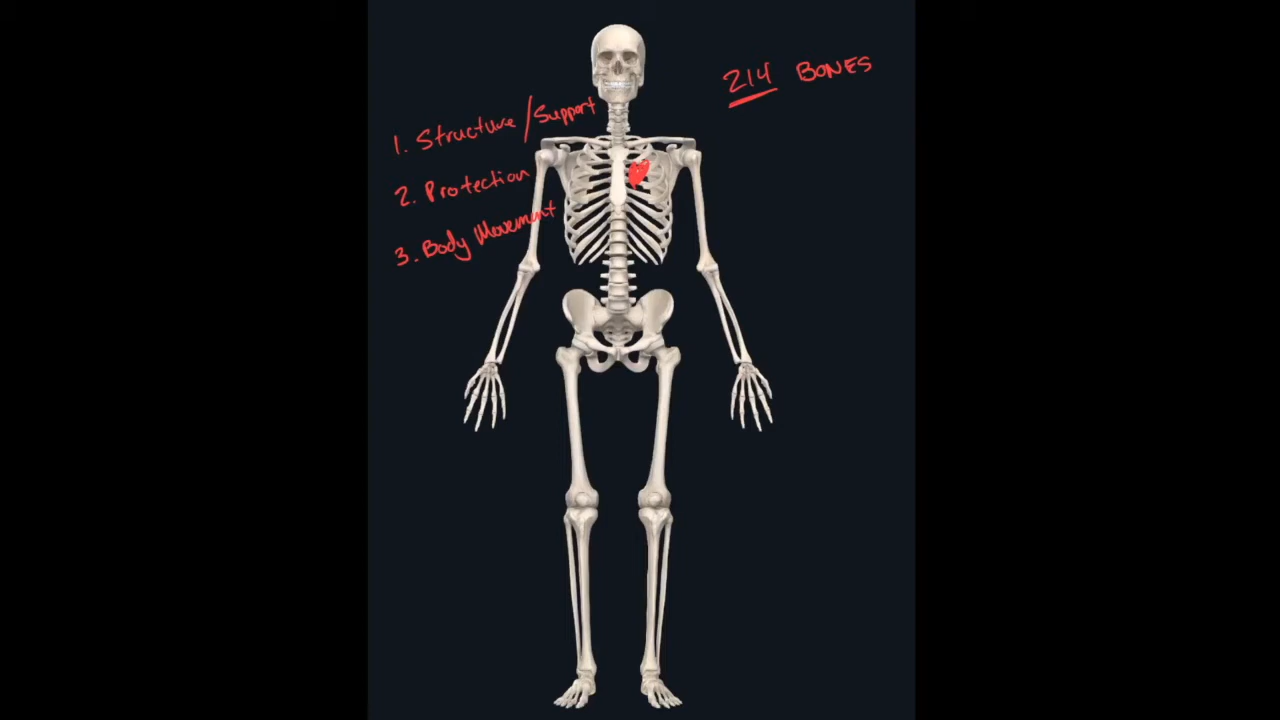 214 BONES
1. Structure/Support
2. Protection
3. Body Movement